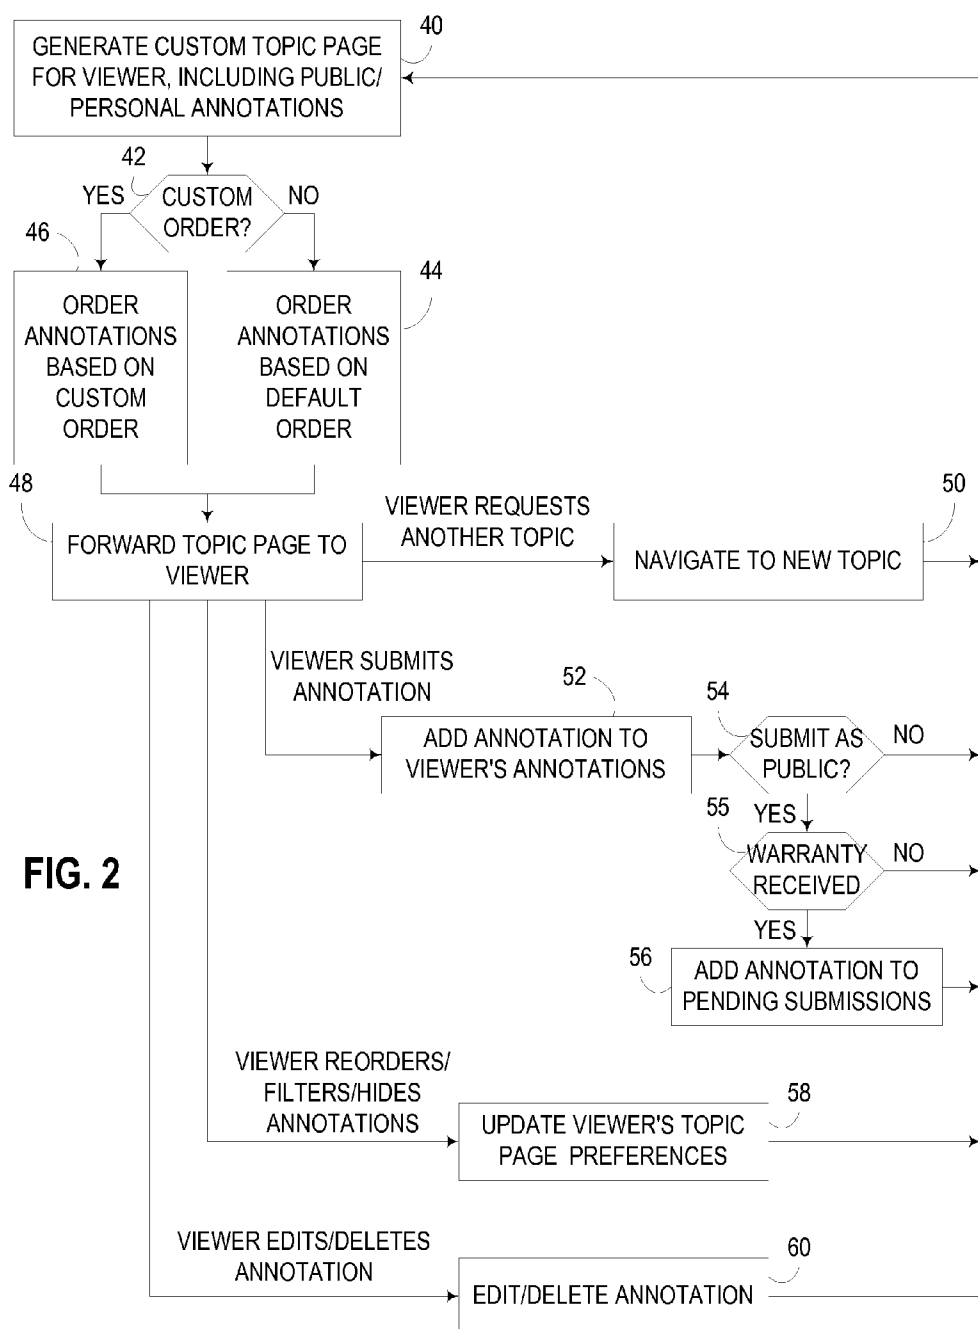 40
GENERATE CUSTOM TOPIC PAGE
FOR VIEWER, INCLUDING PUBLIC/
PERSONAL ANNOTATIONS
42
YES
CUSTOM
ORDER?
NO
46
ORDER
ANNOTATIONS
BASED ON
CUSTOM
ORDER
44
ORDER
ANNOTATIONS
BASED ON
DEFAULT
ORDER
48
FORWARD TOPIC PAGE TO
VIEWER
VIEWER REQUESTS
ANOTHER TOPIC
50
NAVIGATE TO NEW TOPIC
VIEWER SUBMITS
ANNOTATION
52
ADD ANNOTATION TO
VIEWER'S ANNOTATIONS
54
SUBMIT AS
PUBLIC?
NO
YES
55
WARRANTY
RECEIVED
NO
YES
56
ADD ANNOTATION TO
PENDING SUBMISSIONS
FIG. 2
VIEWER REORDERS/
FILTERS/HIDES
ANNOTATIONS
58
UPDATE VIEWER'S TOPIC
PAGE PREFERENCES
VIEWER EDITS/DELETES
ANNOTATION
60
EDIT/DELETE ANNOTATION